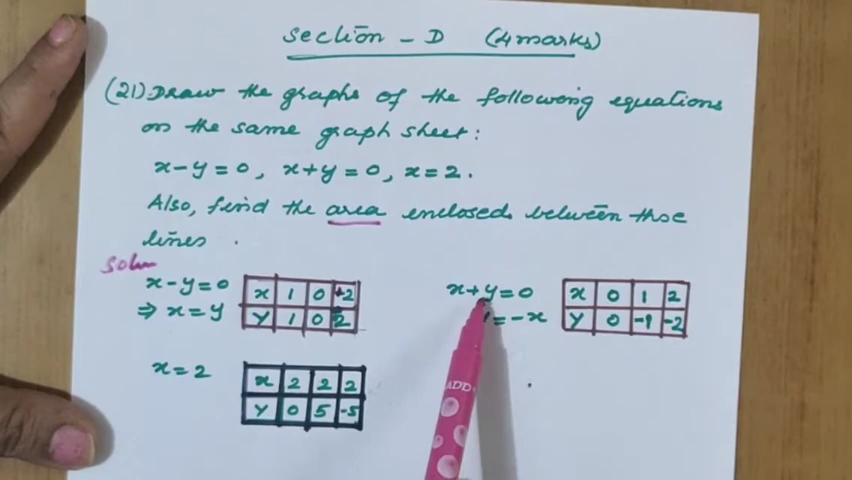 Section - D (4 marks)
(21). Draw the graphs of the following equations
on the same graph sheet:
x-y=0, x+y=0, x=2.
Also, find the area enclosed between thse
lines.
Soln
x-y=0
⇒ x=y
x 1 0 2
Y 1 0 2
x+y=0
=-x
x 0 1 2
Y 0 -1 -2
x=2
x 2 2 2
Y 0 5 -5
ADD